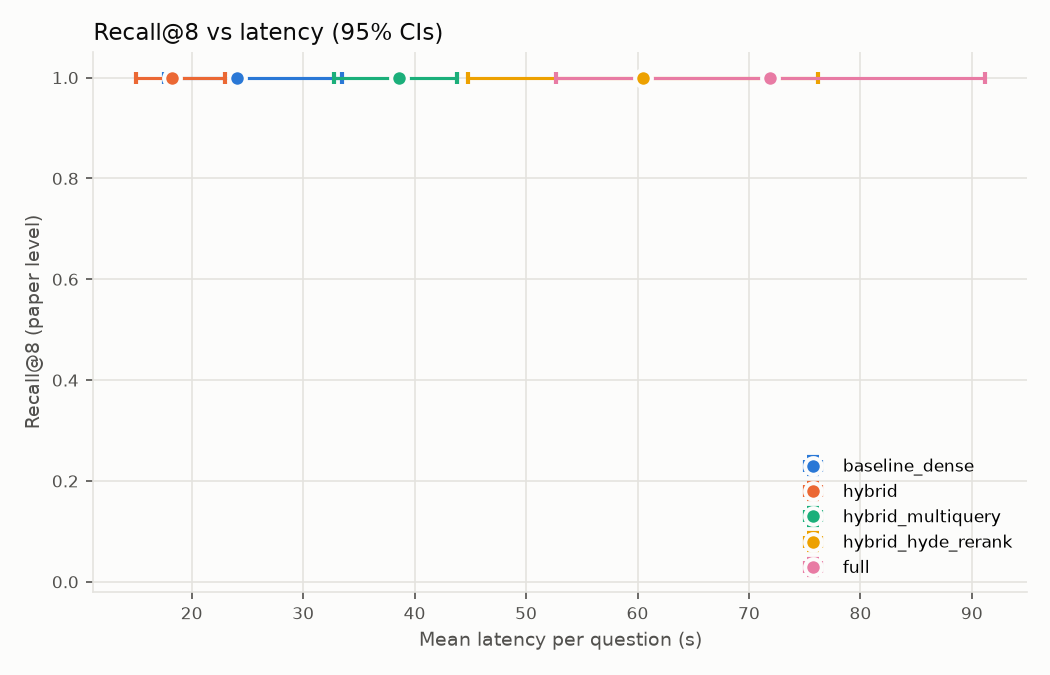 Recall@8 vs latency (95% CIs)
1.0
0.8
0.6
0.4
0.2
0.0
Recall@8 (paper level)
baseline_dense
hybrid
hybrid_multiquery
hybrid_hyde_rerank
full
20 30 40 50 60 70 80 90
Mean latency per question (s)